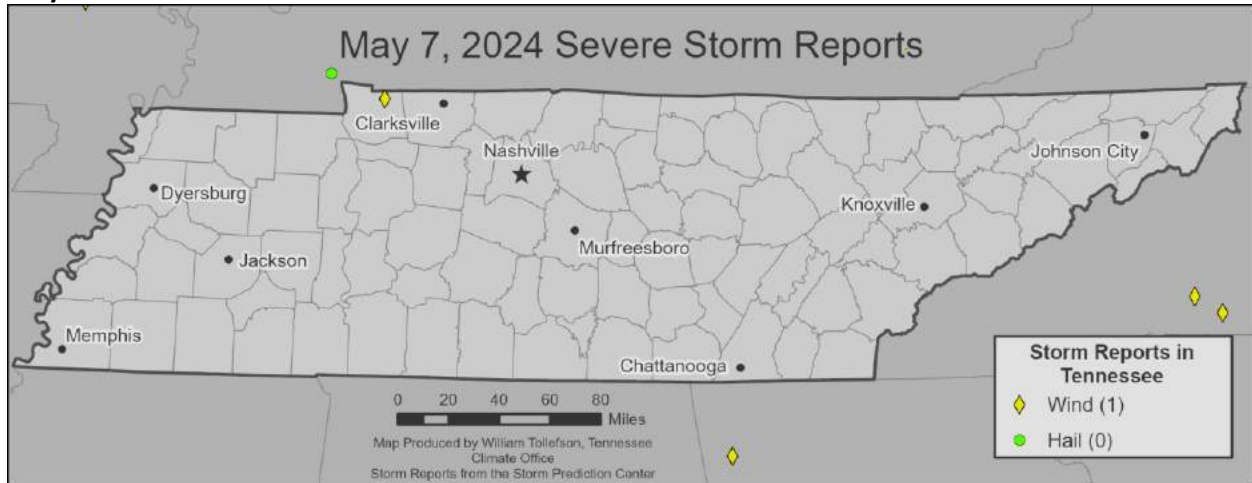 May 7, 2024 Severe Storm Reports
Clarksville
Nashville
Johnson City
Dyersburg
Knoxville
Murfreesboro
Jackson
Memphis
Chattanooga
0 20 40 60 80
Miles
Map Produced by William Tollefson, Tennessee
Climate Office
Storm Reports from the Storm Prediction Center
Storm Reports in
Tennessee
Wind (1)
Hail (0)